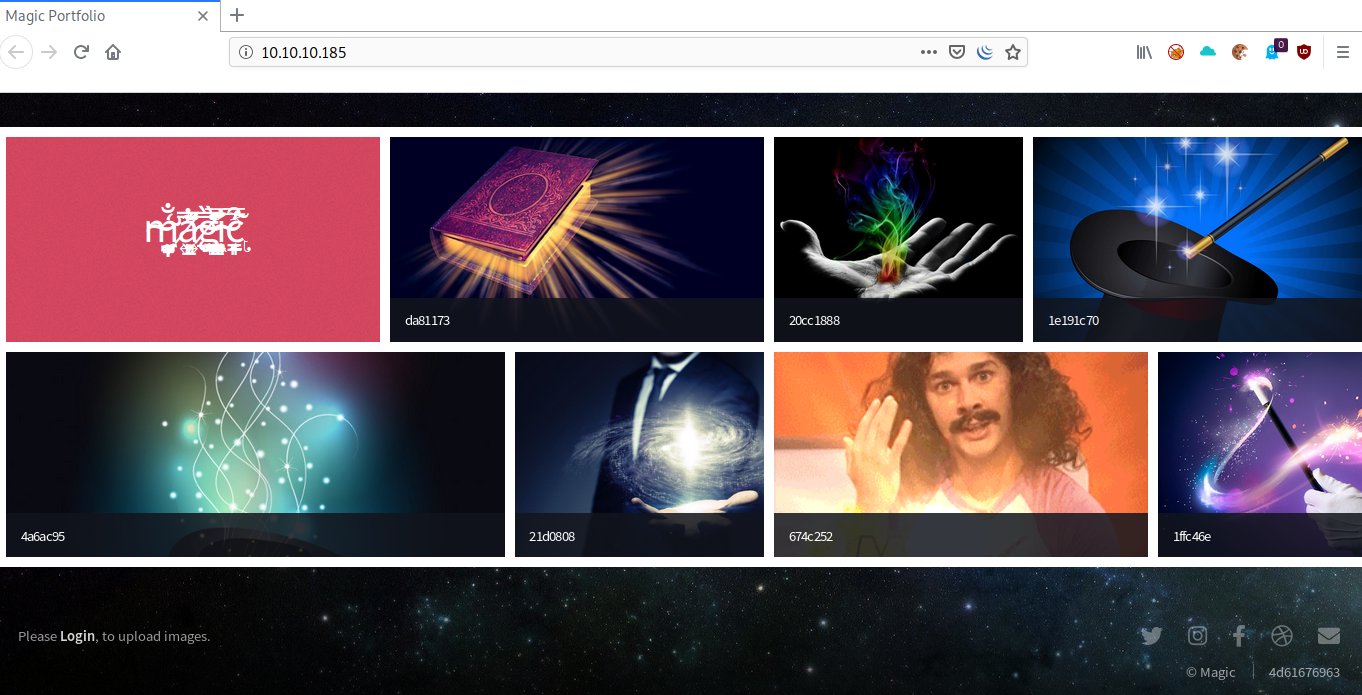 Magic Portfolio
10.10.10.185
0
magic
da81173
20cc1888
1e191c70
4a6ac95
21d0808
674c252
1ffc46e
Please Login, to upload images.
© Magic
4d61676963